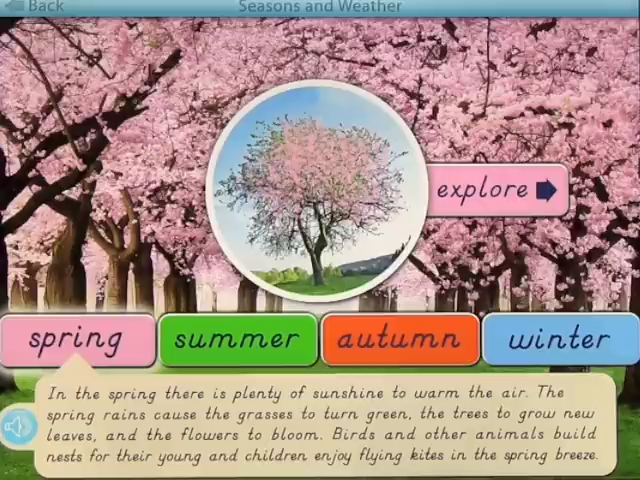 Back
Seasons and Weather
explore
spring
summer
autumn
winter
In the spring there is plenty of sunshine to warm the air. The
spring rains cause the grasses to turn green, the trees to grow new
leaves, and the flowers to bloom. Birds and other animals build
nests for their young and children enjoy flying kites in the spring breeze.